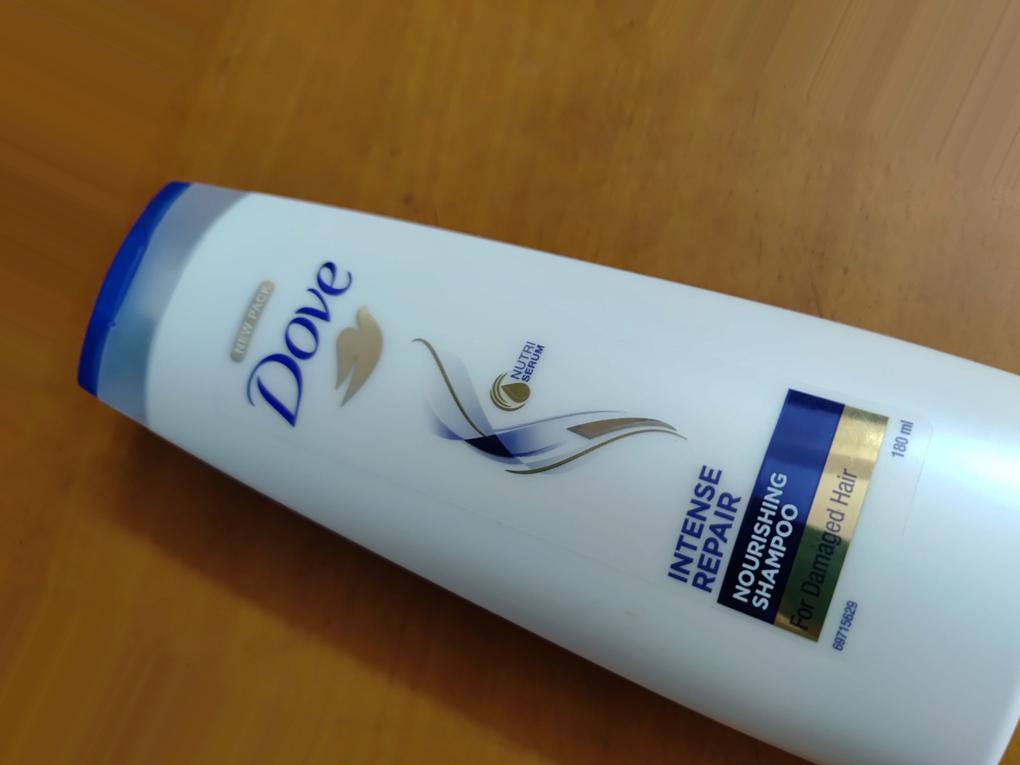 NEW PACK
Dove
NUTRI
SERUM
INTENSE
REPAIR
NOURISHING
SHAMPOO
For Damaged Hair
180 ml
69715629